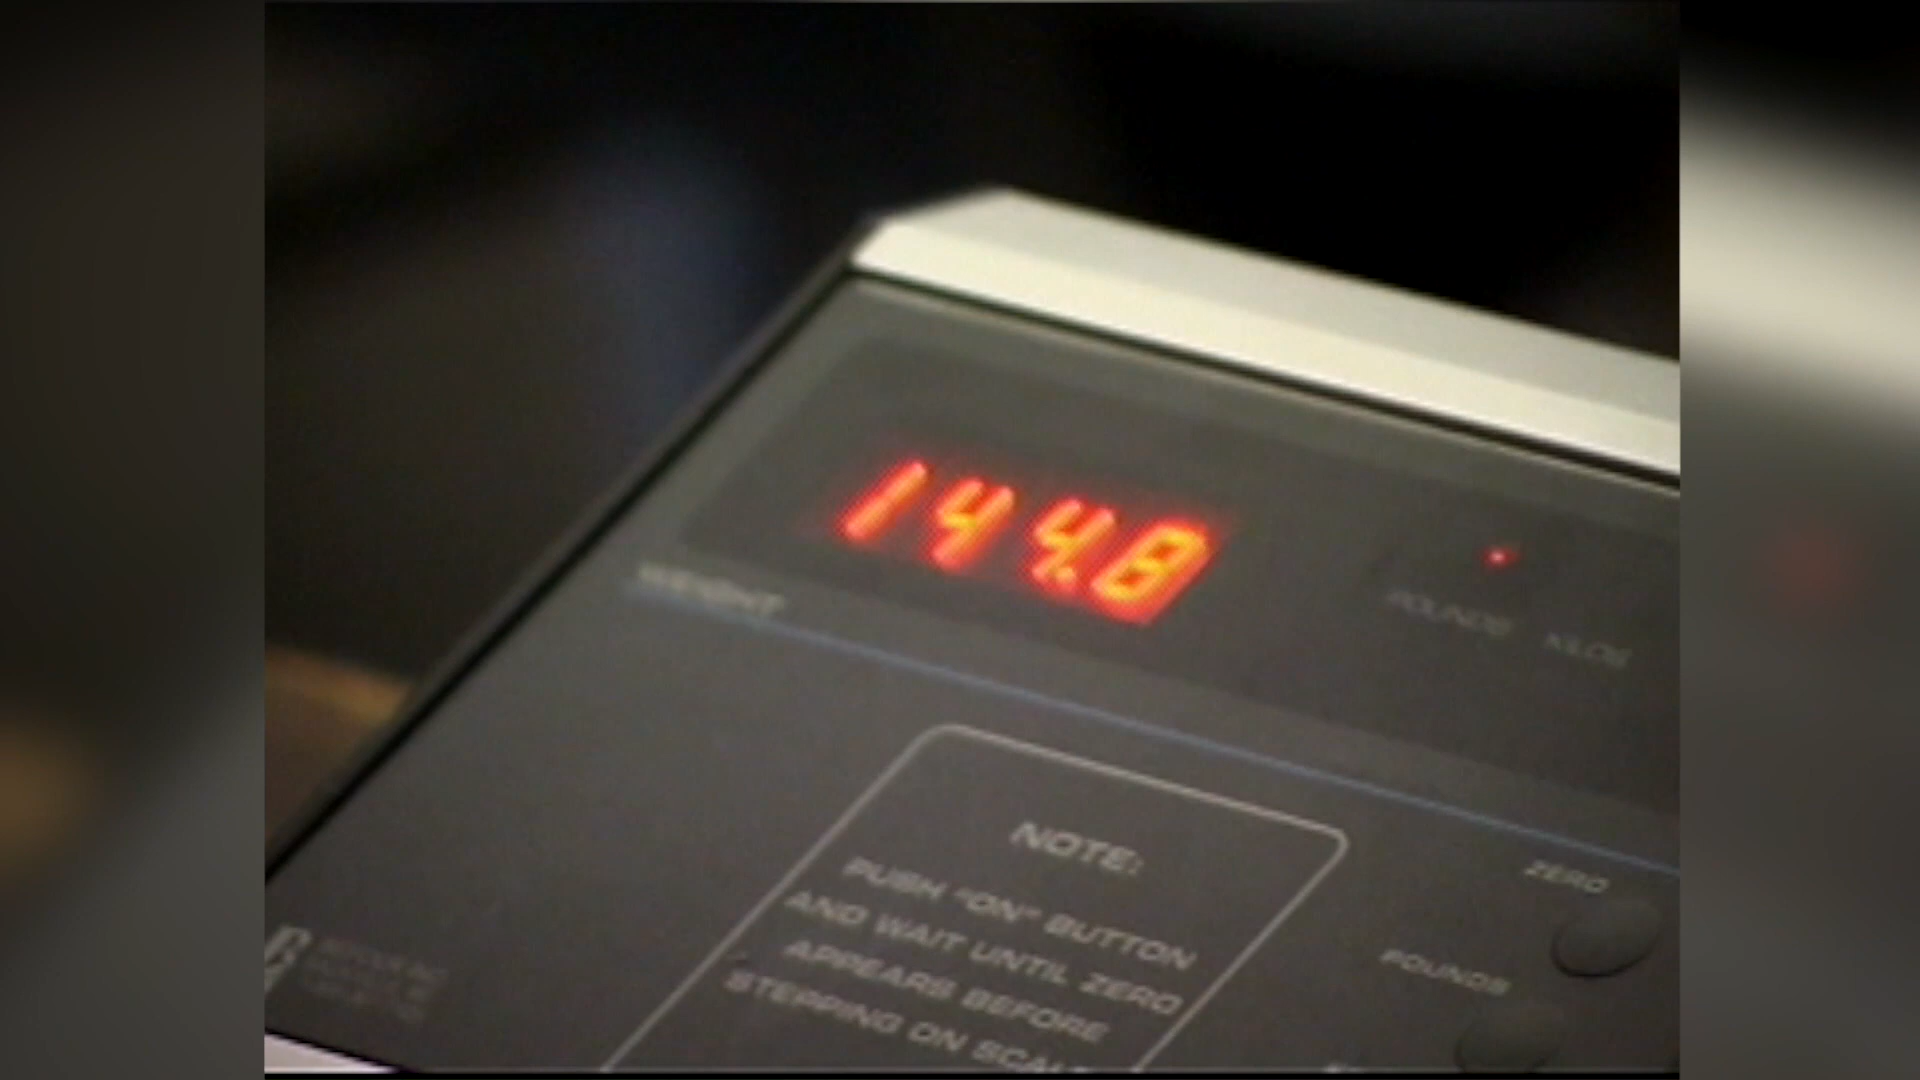 144.8
POUNDS KILOS
WEIGHT
NOTE:
PUSH "ON" BUTTON
AND WAIT UNTIL ZERO
APPEARS BEFORE
STEPPING ON SCALE
ZERO
POUNDS